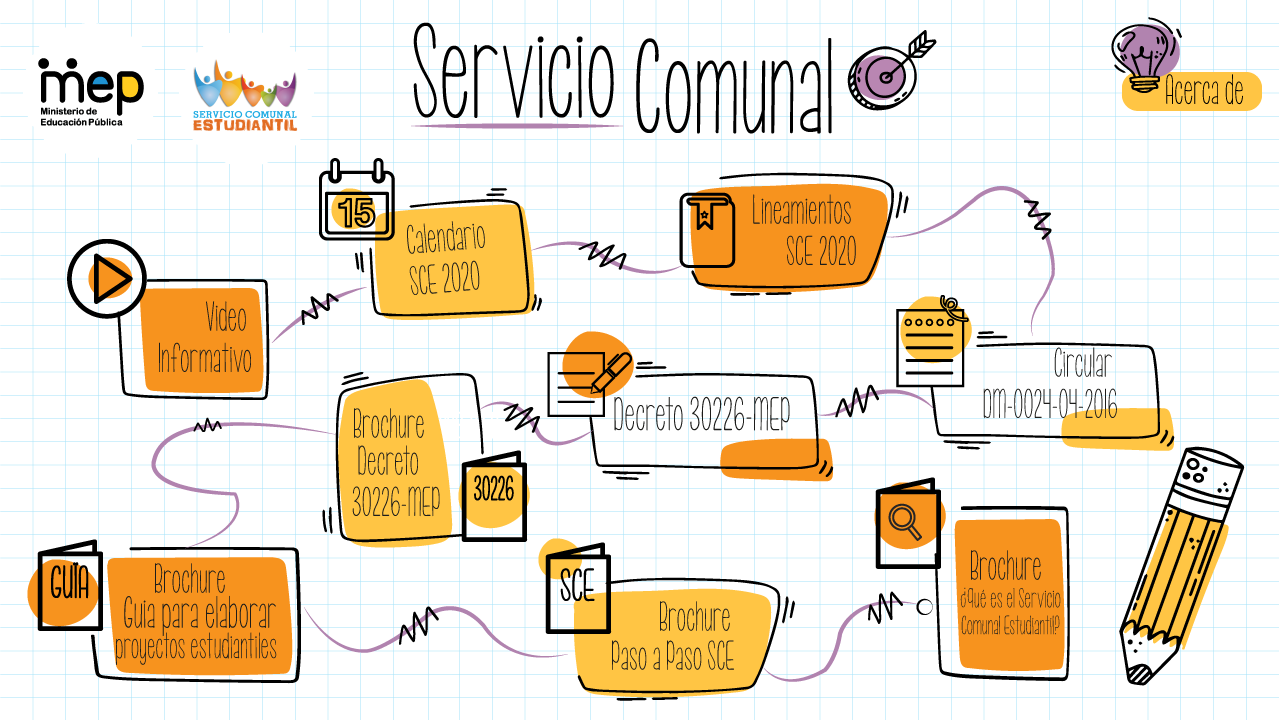 mep
Ministerio de
Educación Pública
SERVICIO COMUNAL
ESTUDIANTIL
Servicio Comunal
Acerca de
15
Calendario
SCE 2020
Lineamientos
SCE 2020
Video
Informativo
Circular
DM-0024-04-2016
Decreto 30226-MEP
Brochure
Decreto
30226-MEP
30226
GUÍA
Brochure
Guía para elaborar
proyectos estudiantiles
SCE
Brochure
Paso a Paso SCE
Brochure
¿Qué es el Servicio
Comunal Estudiantil?